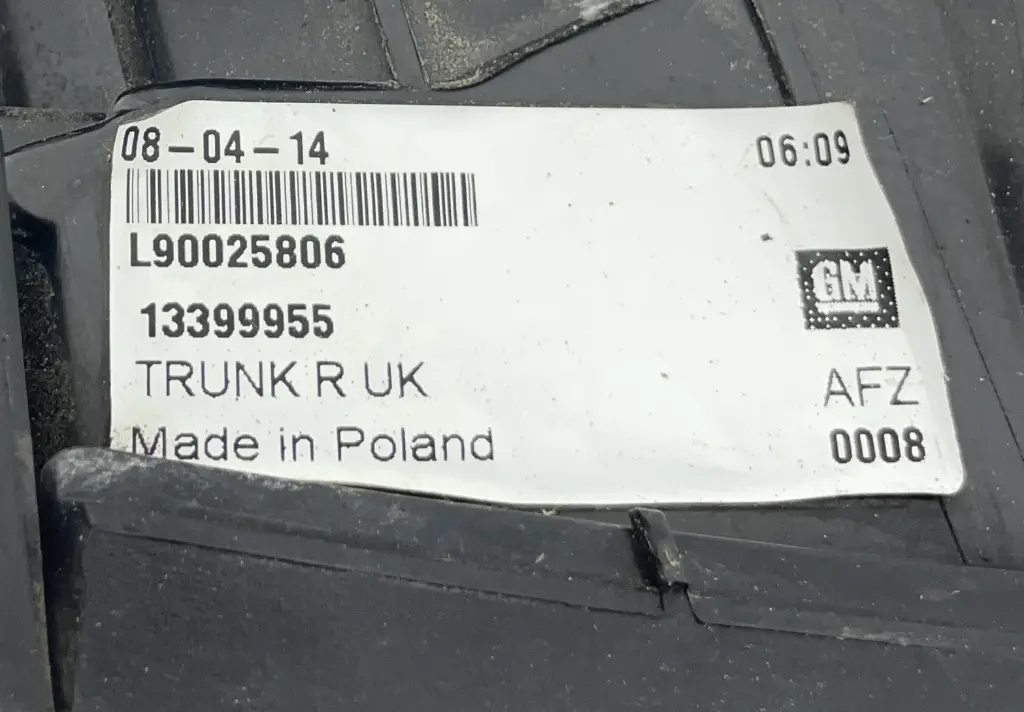 08-04-14 06:09
L90025806
GM
13399955
TRUNK R UK AFZ
Made in Poland 0008